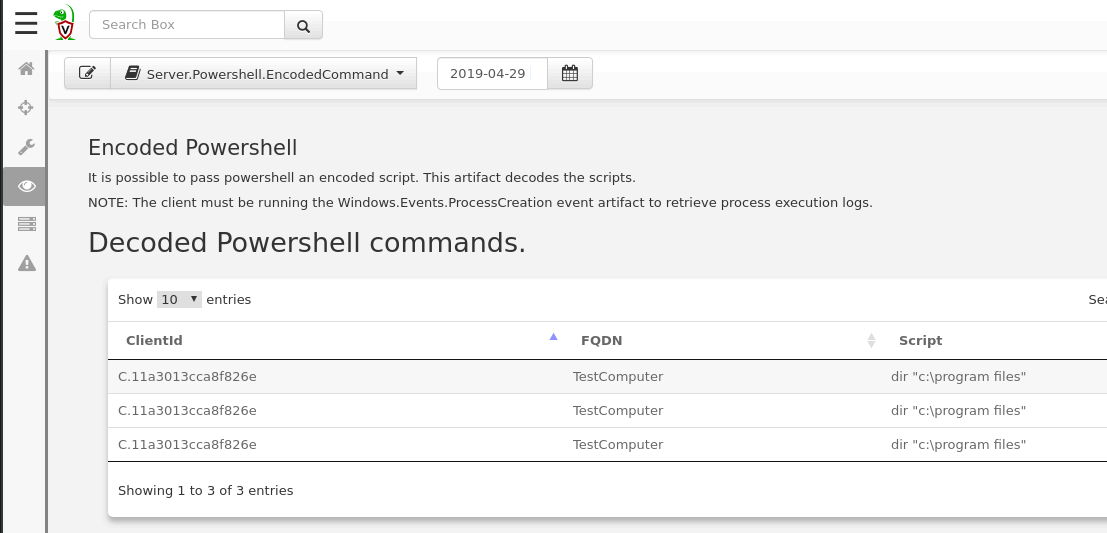 Search Box
Server.Powershell.EncodedCommand 2019-04-29
Encoded Powershell
It is possible to pass powershell an encoded script. This artifact decodes the scripts.
NOTE: The client must be running the Windows.Events.ProcessCreation event artifact to retrieve process execution logs.
Decoded Powershell commands.
Show 10 entries Sea
ClientId FQDN Script
C.11a3013cca8f826e TestComputer dir "c:\program files"
C.11a3013cca8f826e TestComputer dir "c:\program files"
C.11a3013cca8f826e TestComputer dir "c:\program files"
Showing 1 to 3 of 3 entries